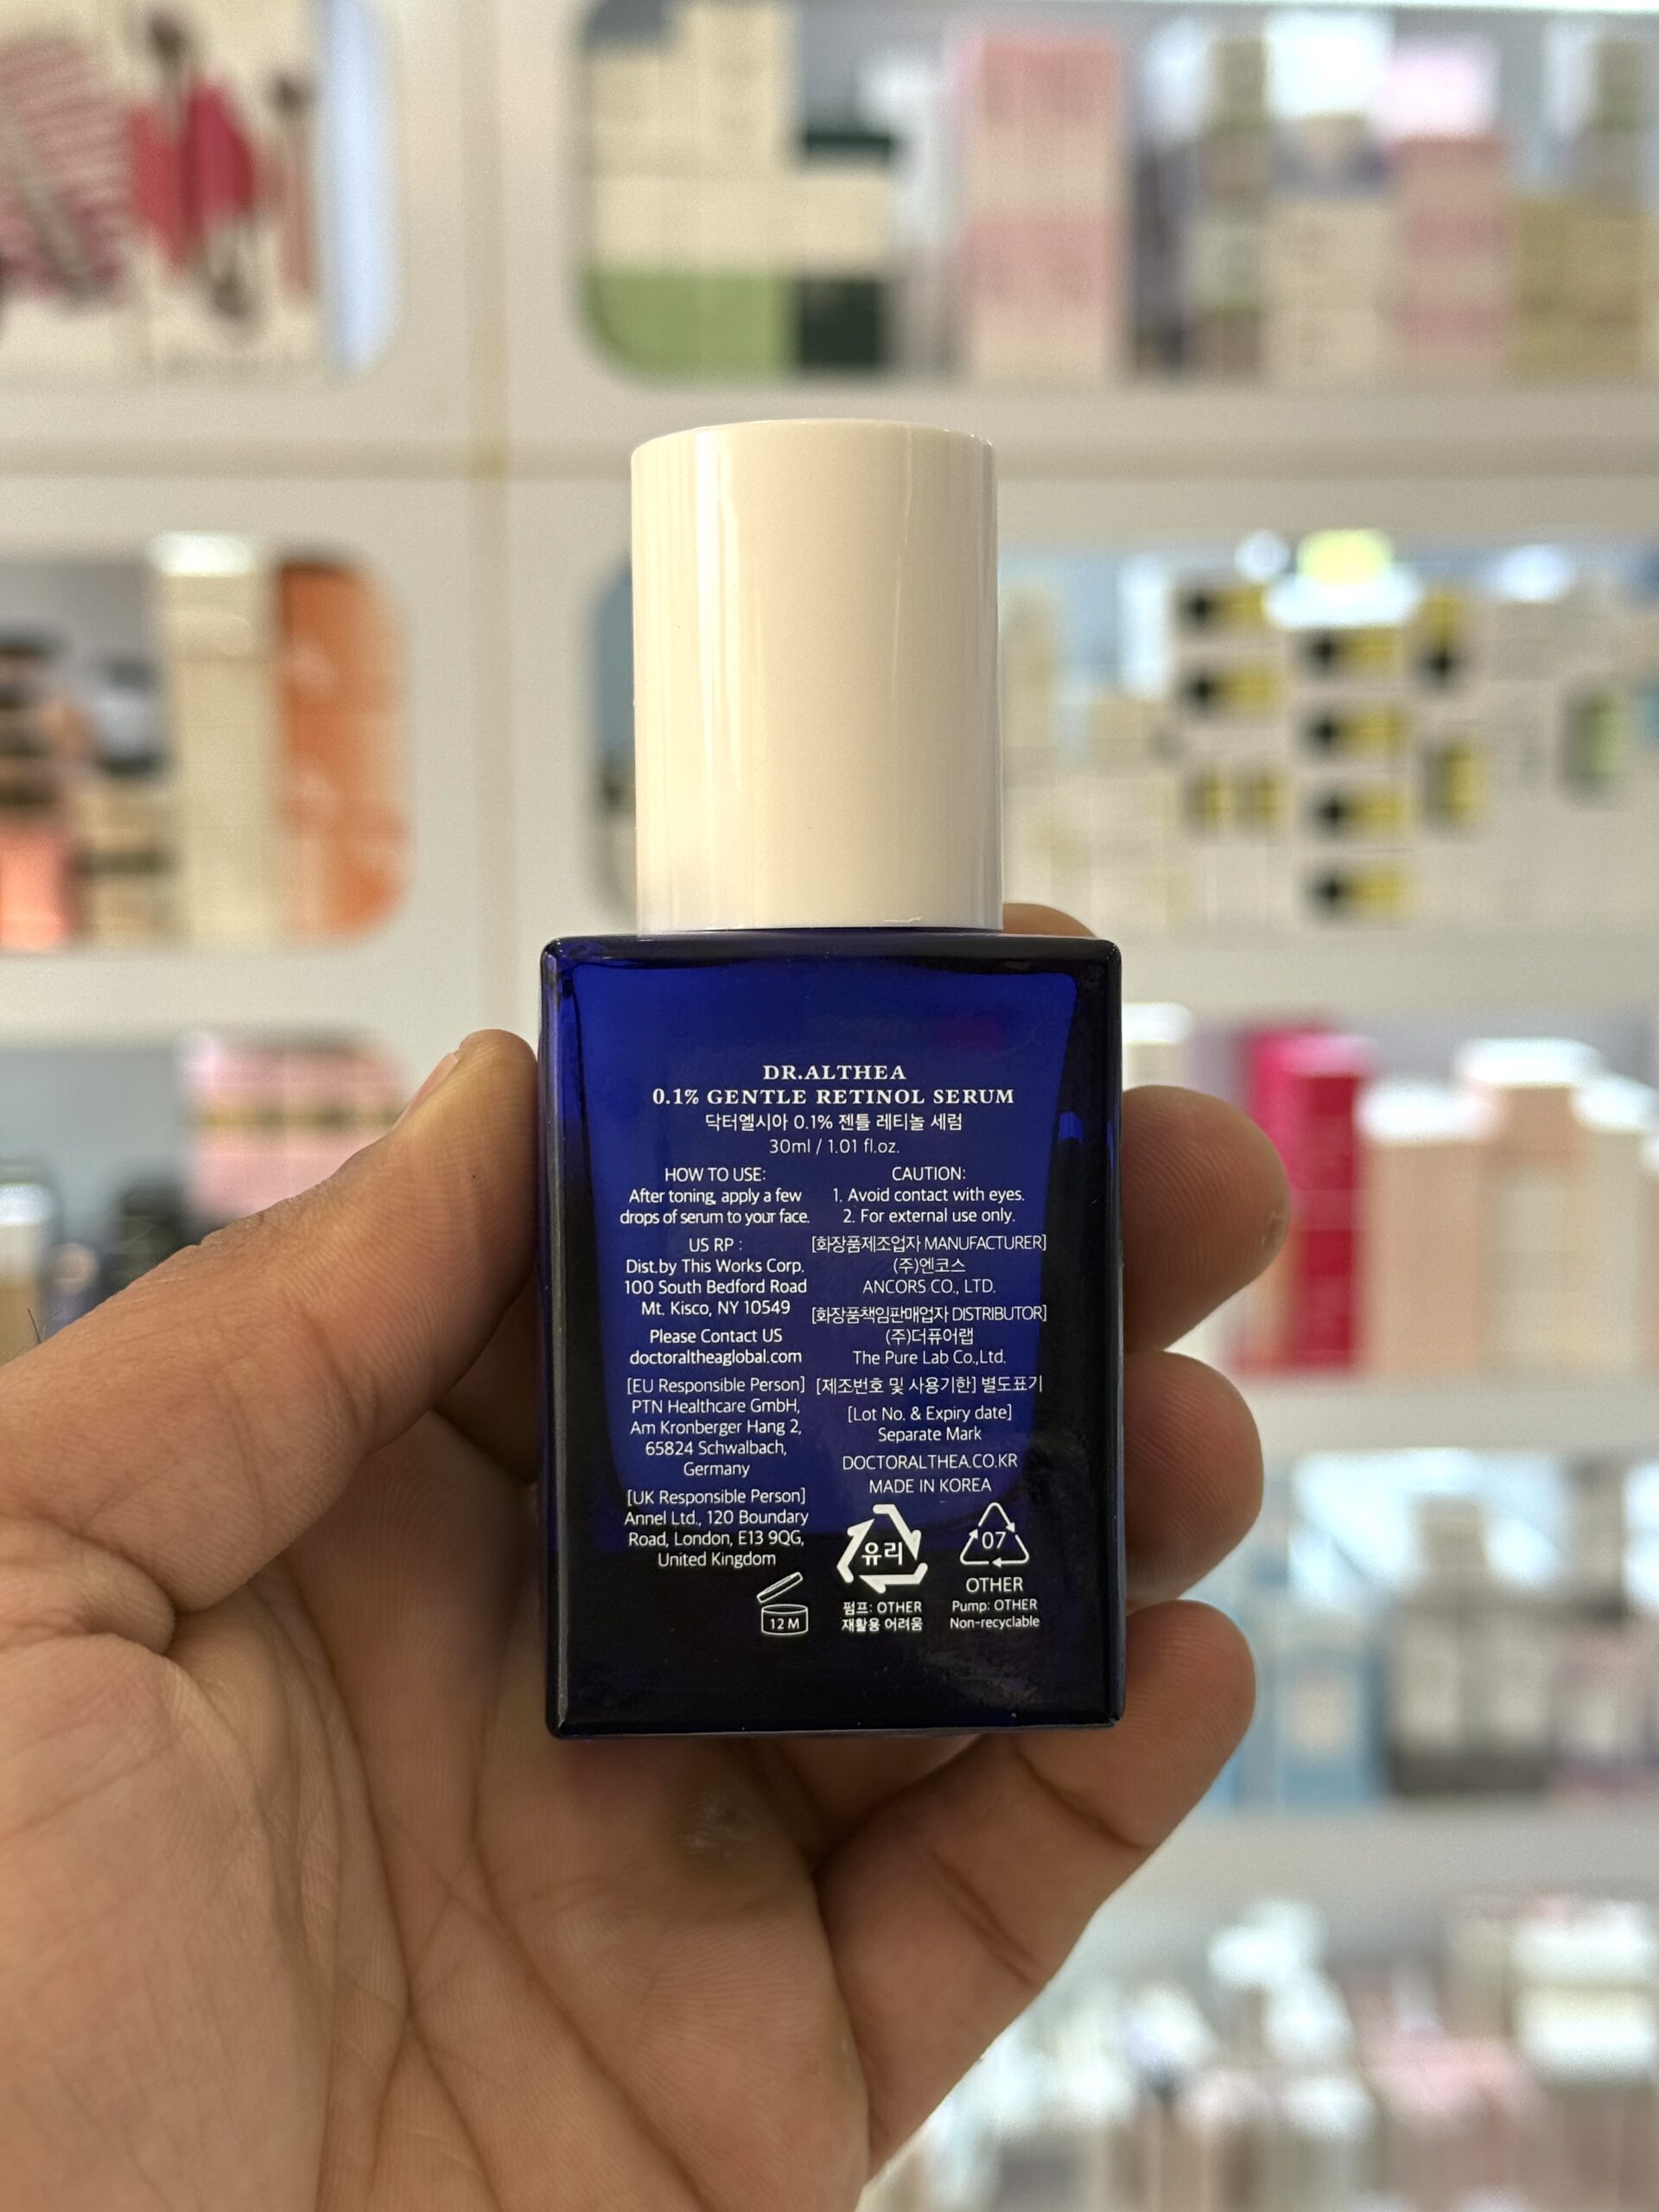 DR.ALTHEA
0.1% GENTLE RETINOL SERUM
닥터엘시아 0.1% 젠틀 레티놀 세럼
30ml / 1.01 fl.oz.
HOW TO USE:
After toning, apply a few
drops of serum to your face.
US RP :
Dist.by This Works Corp.
100 South Bedford Road
Mt. Kisco, NY 10549
Please Contact US
doctoraltheaglobal.com
[EU Responsible Person]
PTN Healthcare GmbH,
Am Kronberger Hang 2,
65824 Schwalbach,
Germany
[UK Responsible Person]
Annel Ltd., 120 Boundary
Road, London, E13 9QG,
United Kingdom
12 M
CAUTION:
1. Avoid contact with eyes.
2. For external use only.
[화장품제조업자 MANUFACTURER]
(주)엔코스
ANCORS CO., LTD.
[화장품책임판매업자 DISTRIBUTOR]
(주)더퓨어랩
The Pure Lab Co.,Ltd.
[제조번호 및 사용기한] 별도표기
[Lot No. & Expiry date]
Separate Mark
DOCTORALTHEA.CO.KR
MADE IN KOREA
유리
펌프: OTHER
재활용 어려움
07
OTHER
Pump: OTHER
Non-recyclable